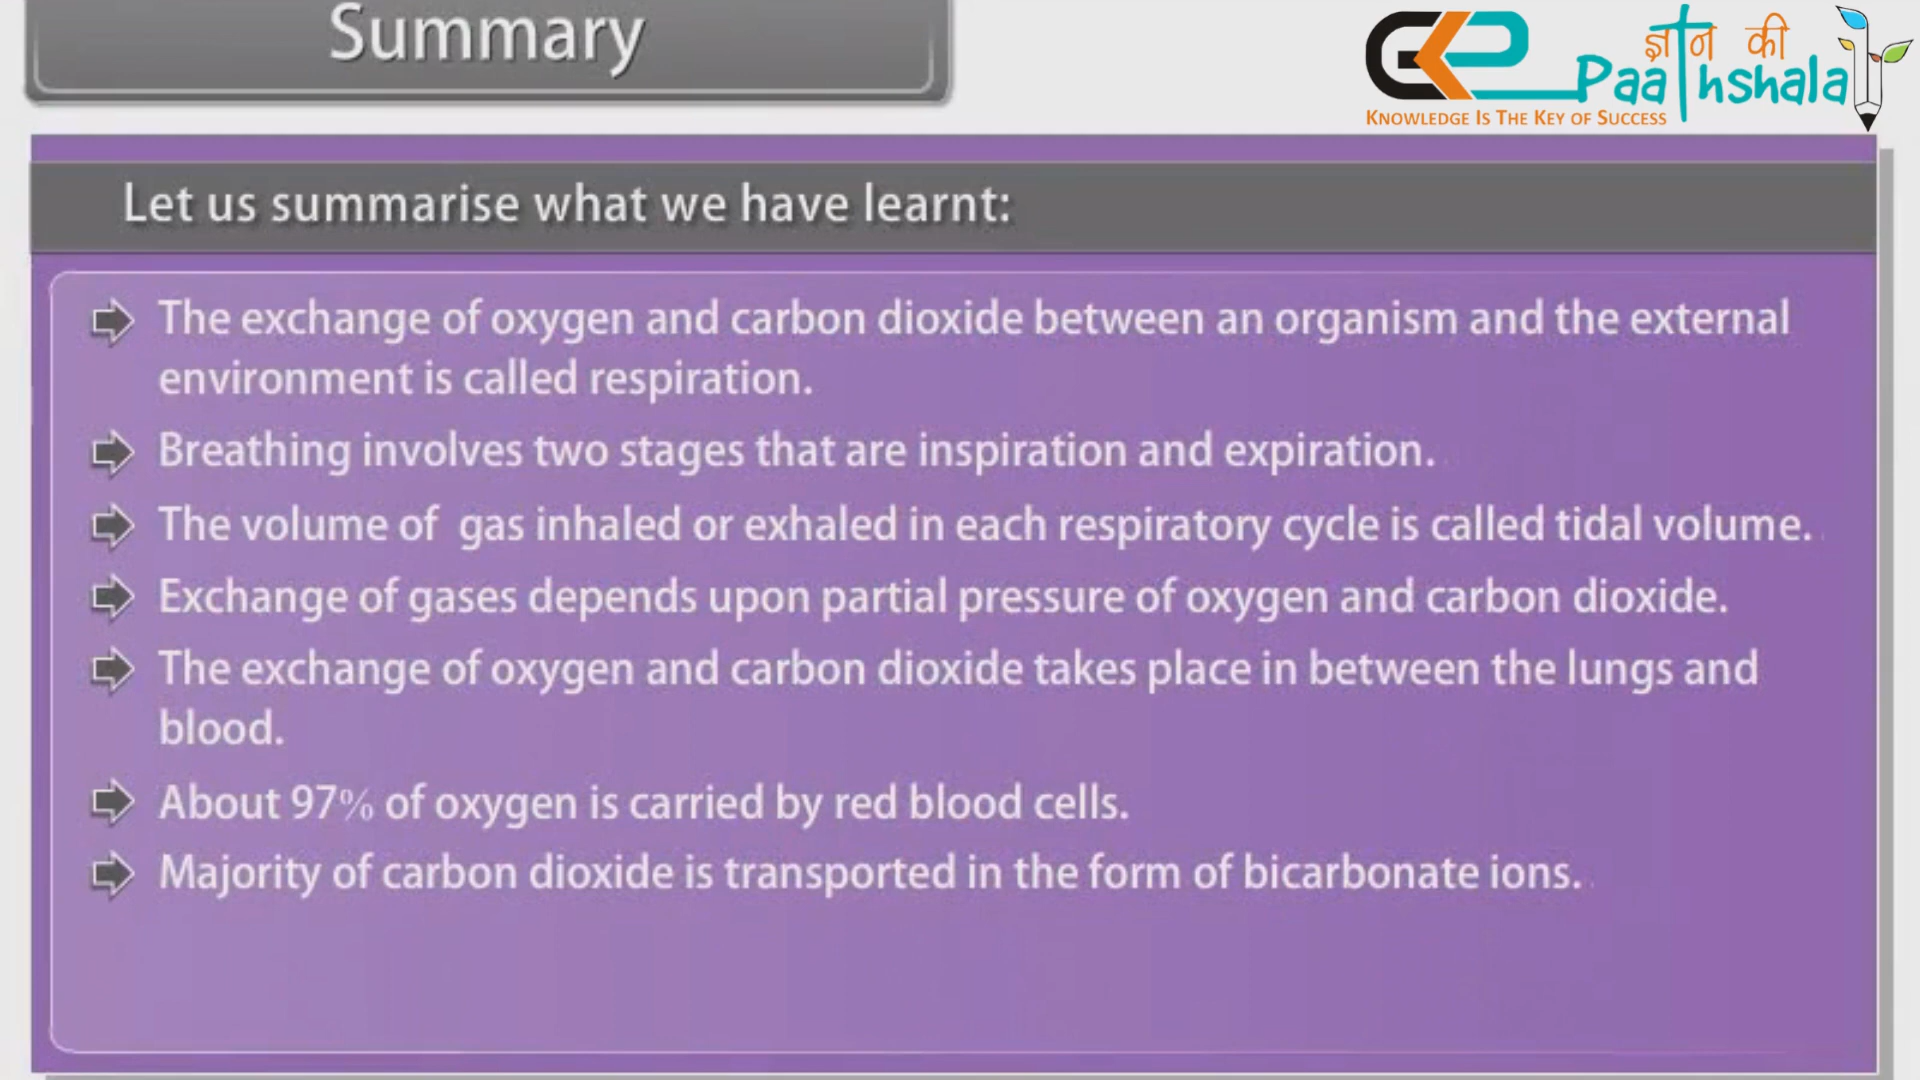 Summary
ज्ञान की
Paathshala
KNOWLEDGE IS THE KEY OF SUCCESS
Let us summarise what we have learnt:
The exchange of oxygen and carbon dioxide between an organism and the external
environment is called respiration.
Breathing involves two stages that are inspiration and expiration.
The volume of gas inhaled or exhaled in each respiratory cycle is called tidal volume.
Exchange of gases depends upon partial pressure of oxygen and carbon dioxide.
The exchange of oxygen and carbon dioxide takes place in between the lungs and
blood.
About 97% of oxygen is carried by red blood cells.
Majority of carbon dioxide is transported in the form of bicarbonate ions.